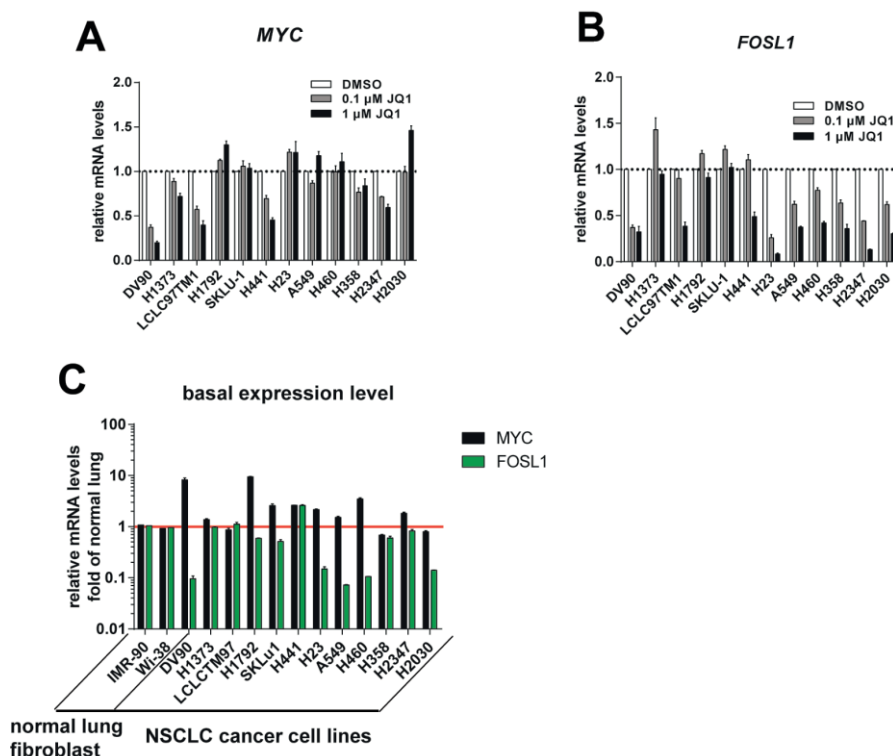 A
MYC
DMSO
0.1 µM JQ1
1 µM JQ1
relative mRNA levels
2.0
1.5
1.0
0.5
0.0
DV90
H1373
LCLC97TM1
H1792
SKLU-1
H441
H23
A549
H460
H358
H2347
H2030
B
FOSL1
DMSO
0.1 µM JQ1
1 µM JQ1
relative mRNA levels
2.0
1.5
1.0
0.5
0.0
DV90
H1373
LCLC97TM1
H1792
SKLU-1
H441
H23
A549
H460
H358
H2347
H2030
C
basal expression level
MYC
FOSL1
relative mRNA levels
fold of normal lung
100
10
1
0.1
0.01
IMR-90
Wi-38
DV90
H1373
LCLCTM97
H1792
SKLu1
H441
H23
A549
H460
H358
H2347
H2030
normal lung
fibroblast
NSCLC cancer cell lines